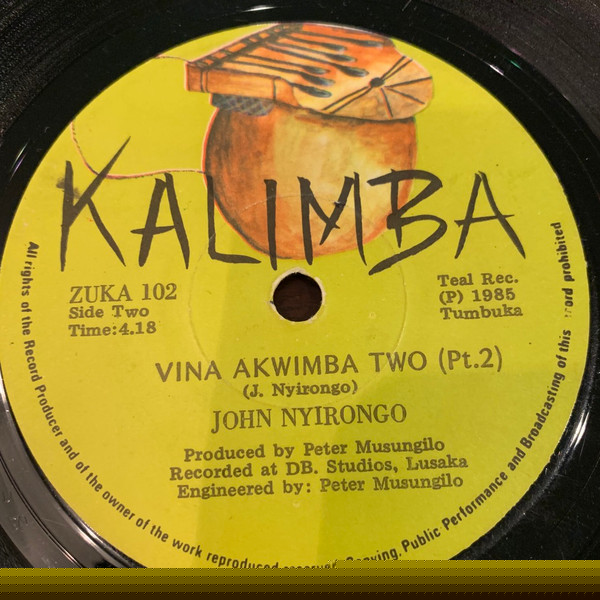 KALIMBA
ZUKA 102
Side Two
Time:4.18
Teal Rec.
(P) 1985
Tumbuka
VINA AKWIMBA TWO (Pt.2)
(J. Nyirongo)
JOHN NYIRONGO
Produced by Peter Musungilo
Recorded at DB. Studios, Lusaka
Engineered by: Peter Musungilo
All rights of the Record Producer and of the owner of the work reproduced Public Performance and Broadcasting of this prohibited